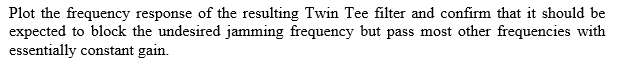 Plot the frequency response of the resulting Twin Tee filter and confirm that it should be
expected to block the undesired jamming frequency but pass most other frequencies with
essentially constant gain.